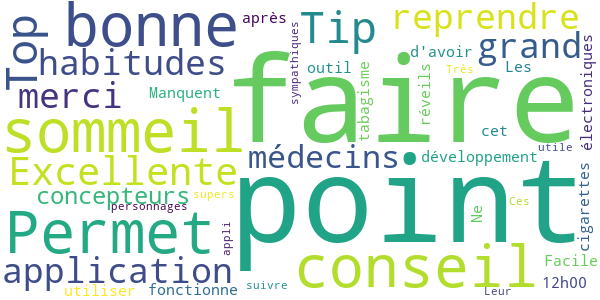 Top
bonne
après
sympathiques
Tip
reprendre
habitudes
faire
outil
d'avoir
grand
merci
Manquent
tabagisme
réveils
Très
Les
électroniques
sommeil
cet
utile
Excellente
médecins
développement
concepteurs
supers
personnages
point
Ne
Ces
cigarettes
Permet
appli
conseil
Facile
application
utiliser
fonctionne
suivre
Leur
12h00